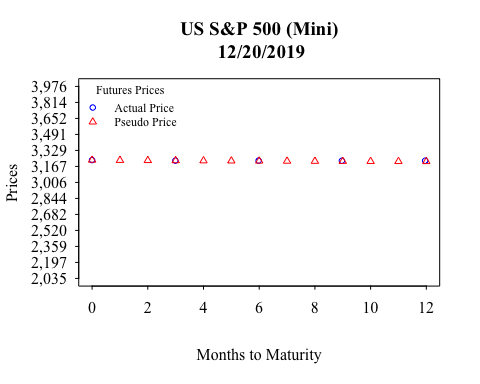 US S&P 500 (Mini)
12/20/2019
Futures Prices
Actual Price
Pseudo Price
Prices
3,976
3,814
3,652
3,491
3,329
3,167
3,006
2,844
2,682
2,520
2,359
2,197
2,035
0 2 4 6 8 10 12
Months to Maturity